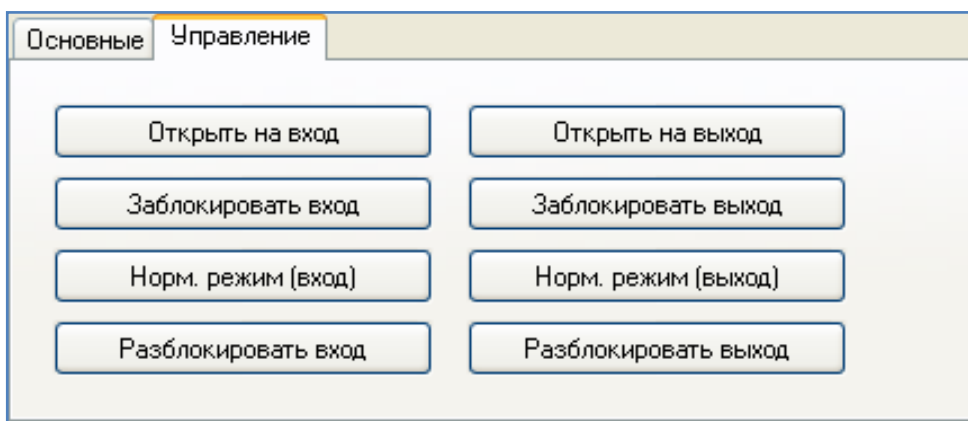 Основные Управление
Открыть на вход Открыть на выход
Заблокировать вход Заблокировать выход
Норм. режим (вход) Норм. режим (выход)
Разблокировать вход Разблокировать выход